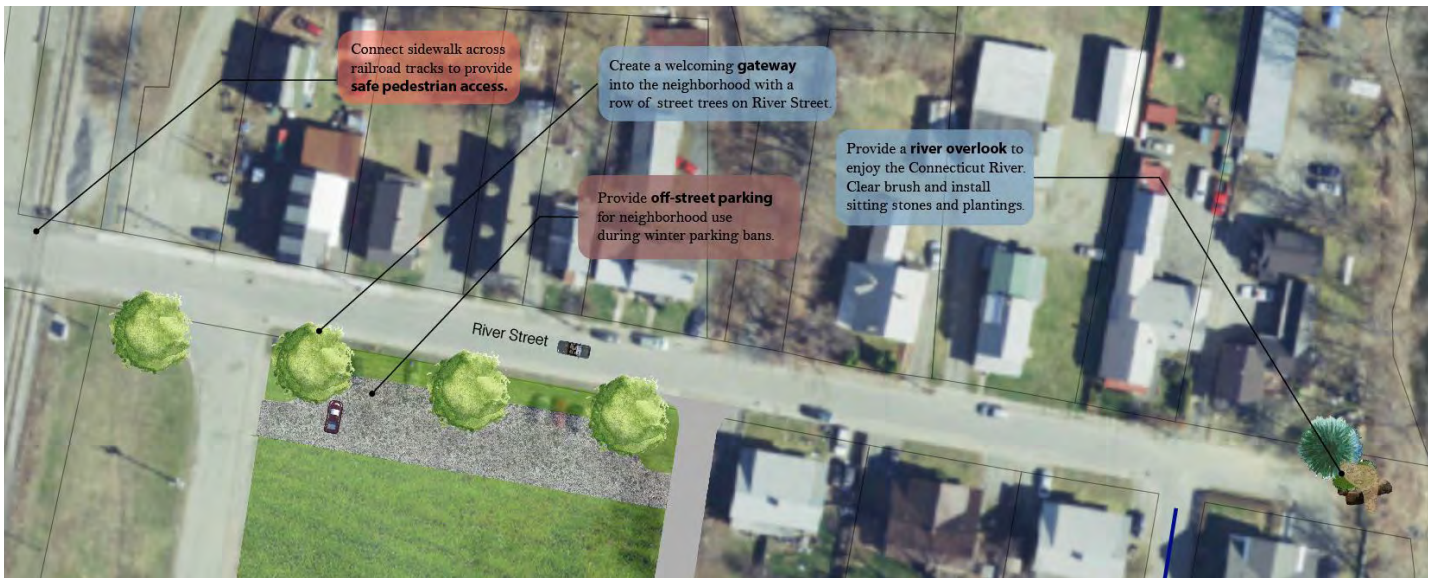 Connect sidewalk across
railroad tracks to provide
safe pedestrian access.
Create a welcoming gateway
into the neighborhood with a
row of street trees on River Street.
Provide a river overlook to
enjoy the Connecticut River.
Clear brush and install
sitting stones and plantings.
Provide off-street parking
for neighborhood use
during winter parking bans.
River Street